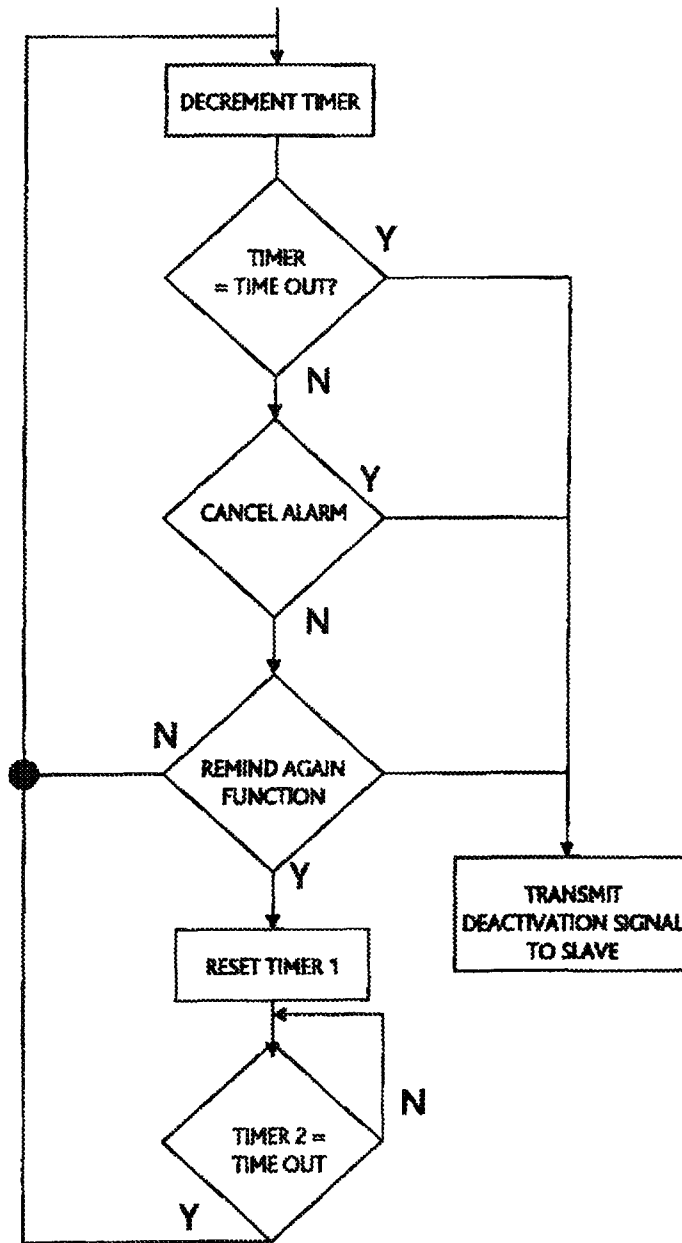 DECREMENT TIMER
Y
TIMER
= TIME OUT?
N
Y
CANCEL ALARM
N
N
REMIND AGAIN
FUNCTION
Y
TRANSMIT
DEACTIVATION SIGNAL
TO SLAVE
RESET TIMER 1
N
TIMER 2 =
TIME OUT
Y